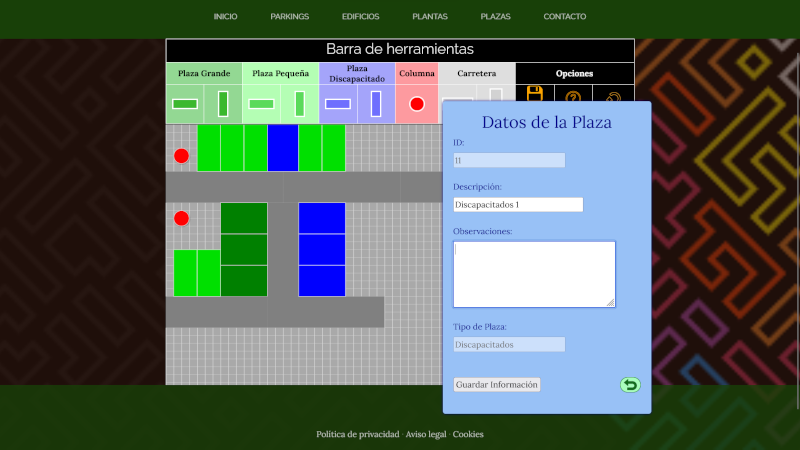 INICIO PARKINGS EDIFICIOS PLANTAS PLAZAS CONTACTO
Barra de herramientas
Plaza Grande Plaza Pequeña Plaza Discapacitado Columna Carretera Opciones
Datos de la Plaza
ID:
11
Descripción:
Discapacitados 1
Observaciones:
Tipo de Plaza:
Discapacitados
Guardar Información
Política de privacidad · Aviso legal · Cookies